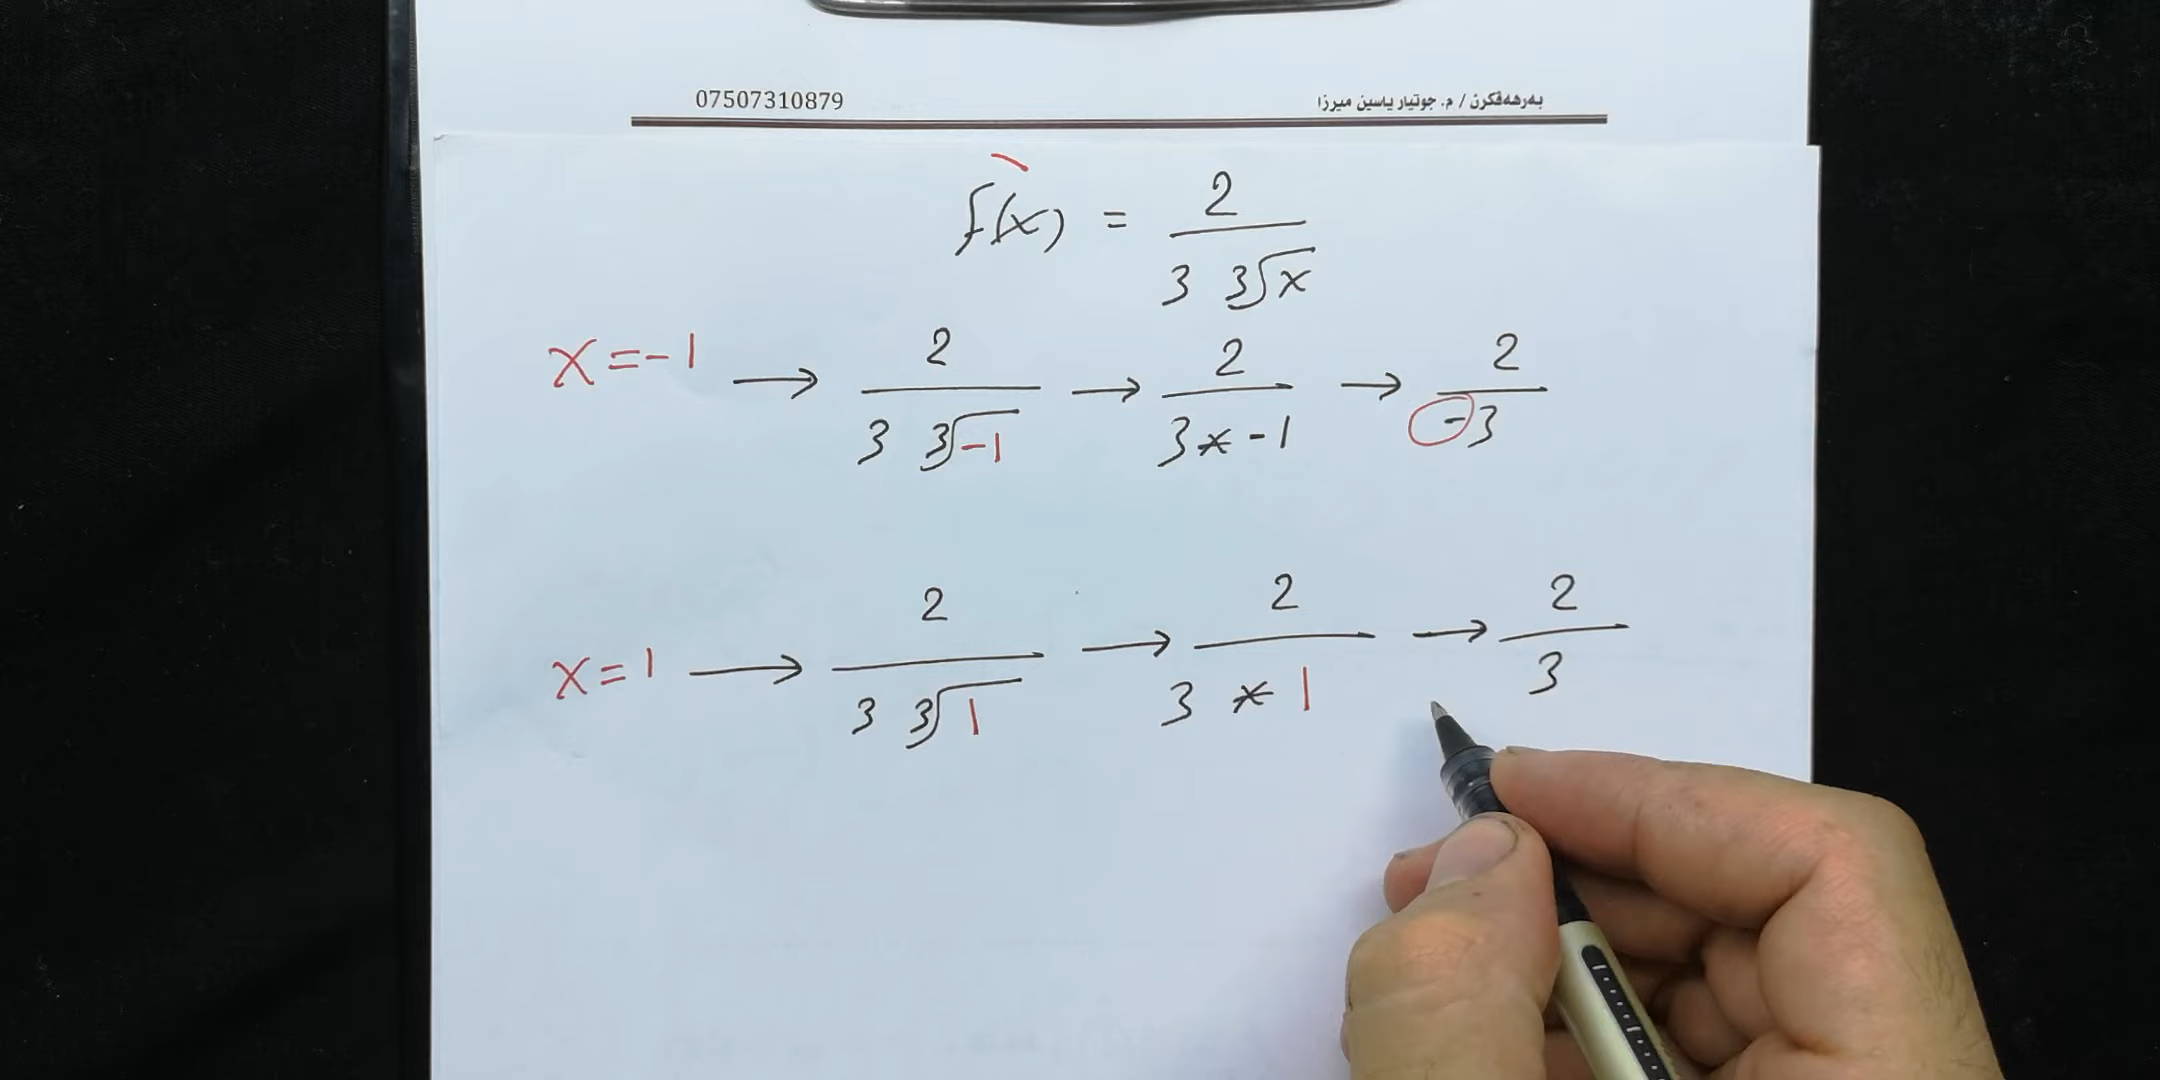 07507310879 بەرهەڤکرن / م. جوتیار یاسین میرزا
f'(x) = 2 / 3 ∛x
x = -1 → 2 / 3 ∛-1 → 2 / 3 * -1 → 2 / -3
x = 1 → 2 / 3 ∛1 → 2 / 3 * 1 → 2 / 3